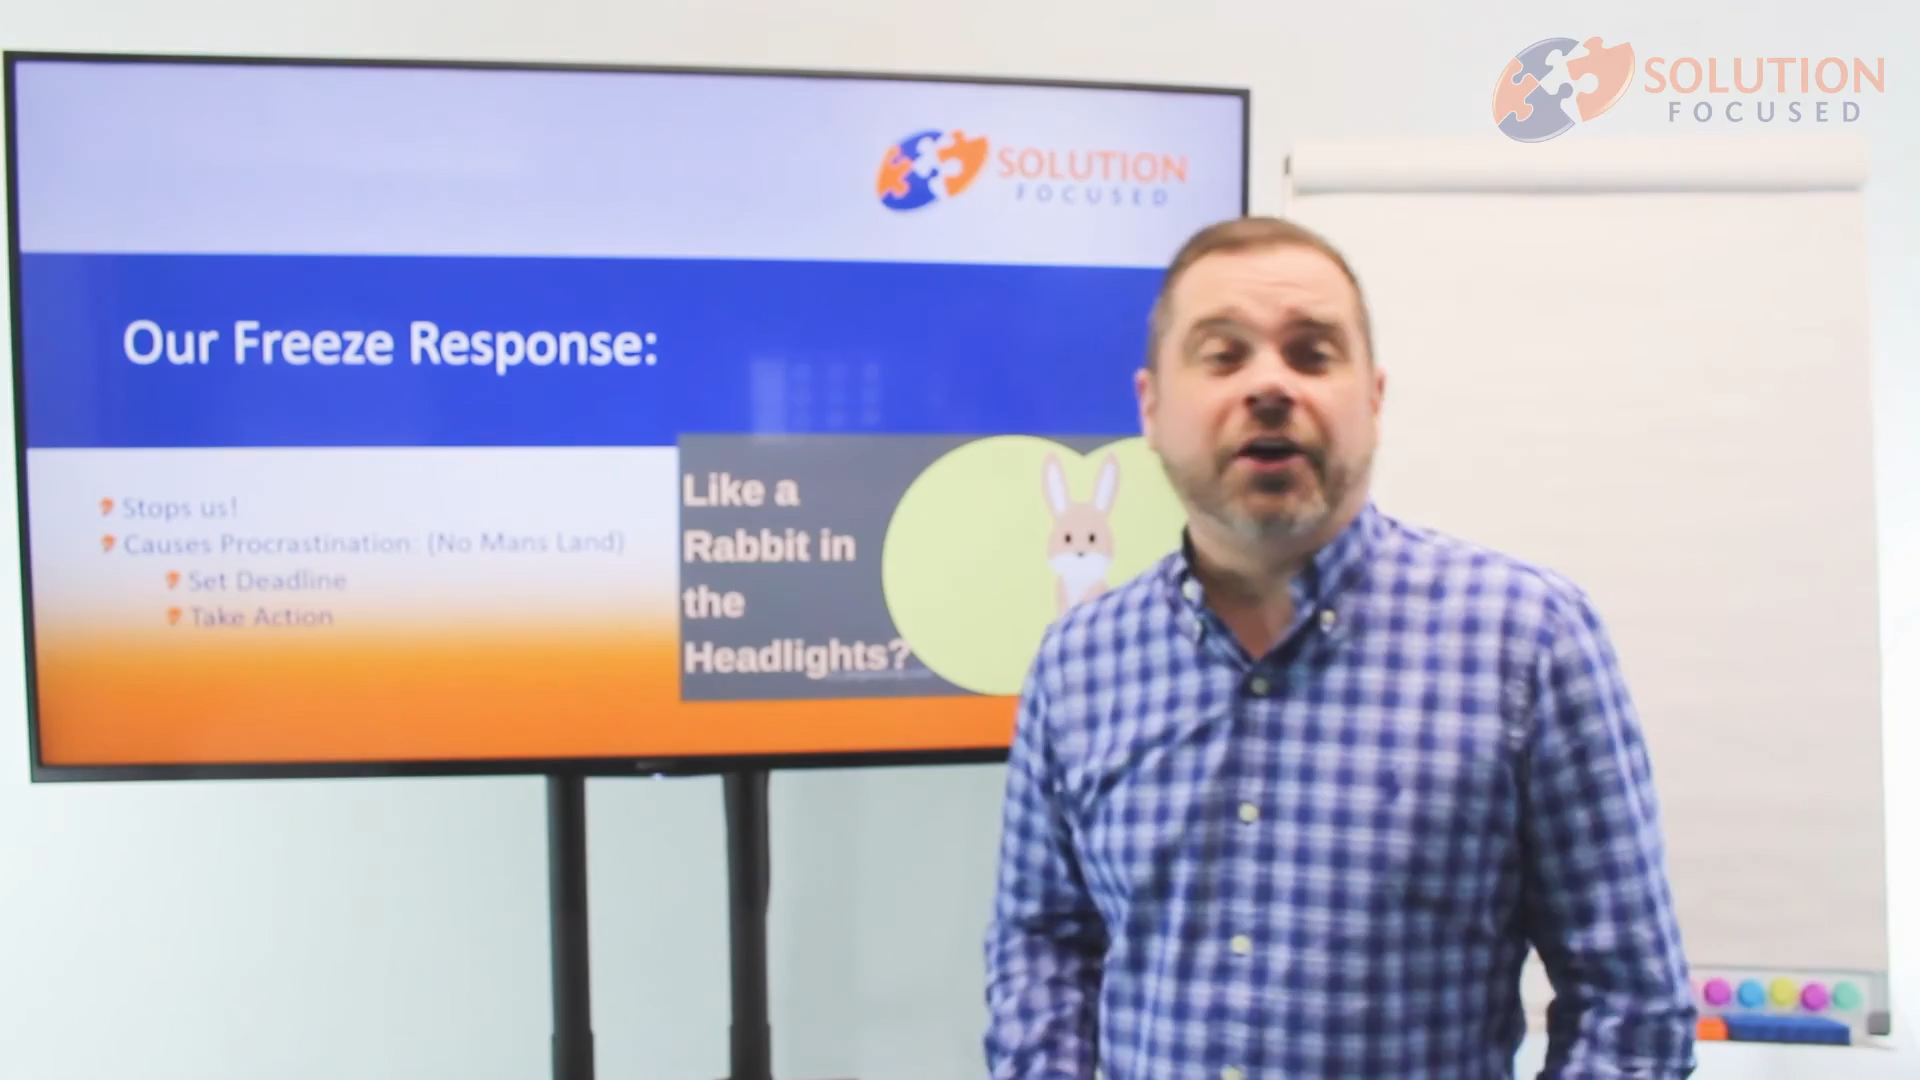 SOLUTION
FOCUSED
SOLUTION
FOCUSED
Our Freeze Response:
Stops us!
Causes Procrastination: (No Mans Land)
Set Deadline
Take Action
Like a
Rabbit in
the
Headlights?